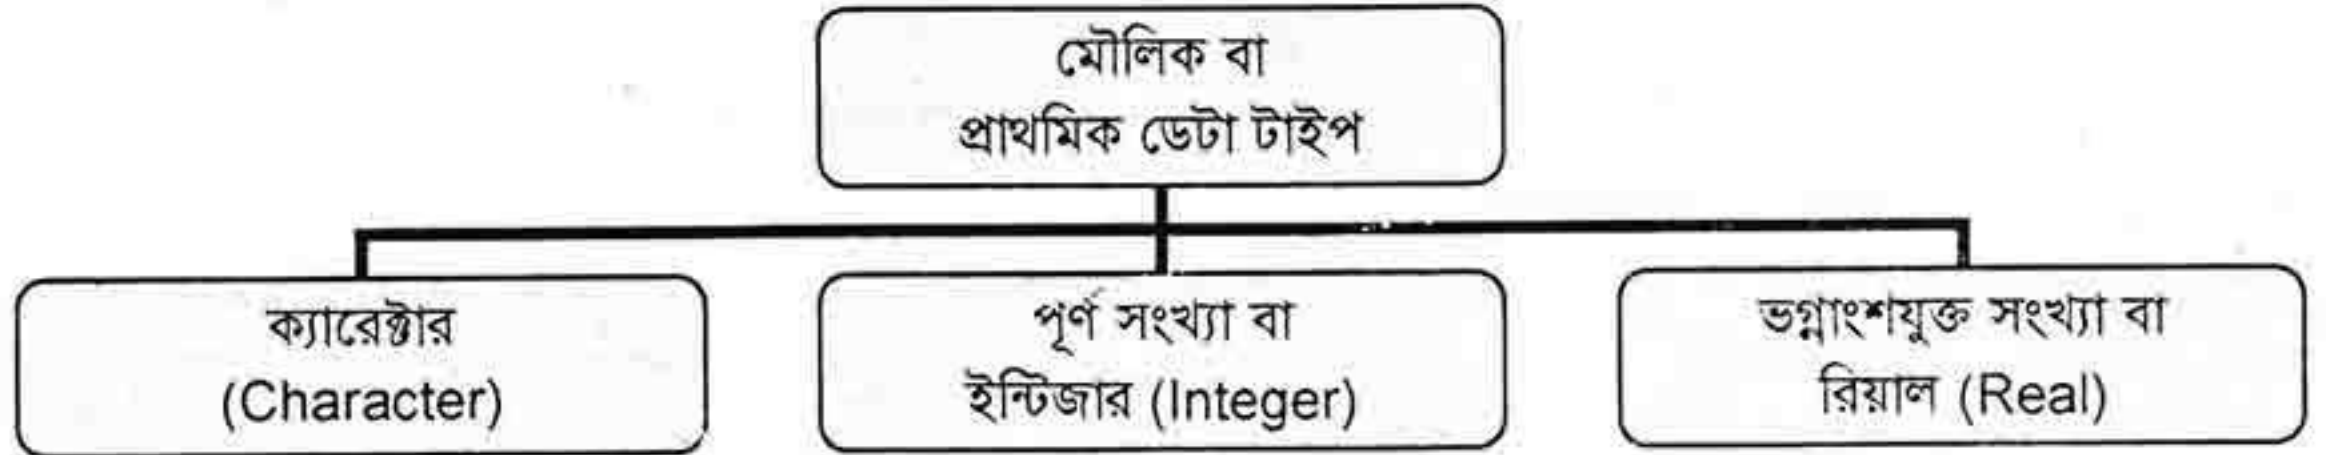 মৌলিক বা
প্রাথমিক ডেটা টাইপ
ক্যারেক্টার
(Character)
পূর্ণ সংখ্যা বা
ইন্টিজার (Integer)
ভগ্নাংশযুক্ত সংখ্যা বা
রিয়াল (Real)